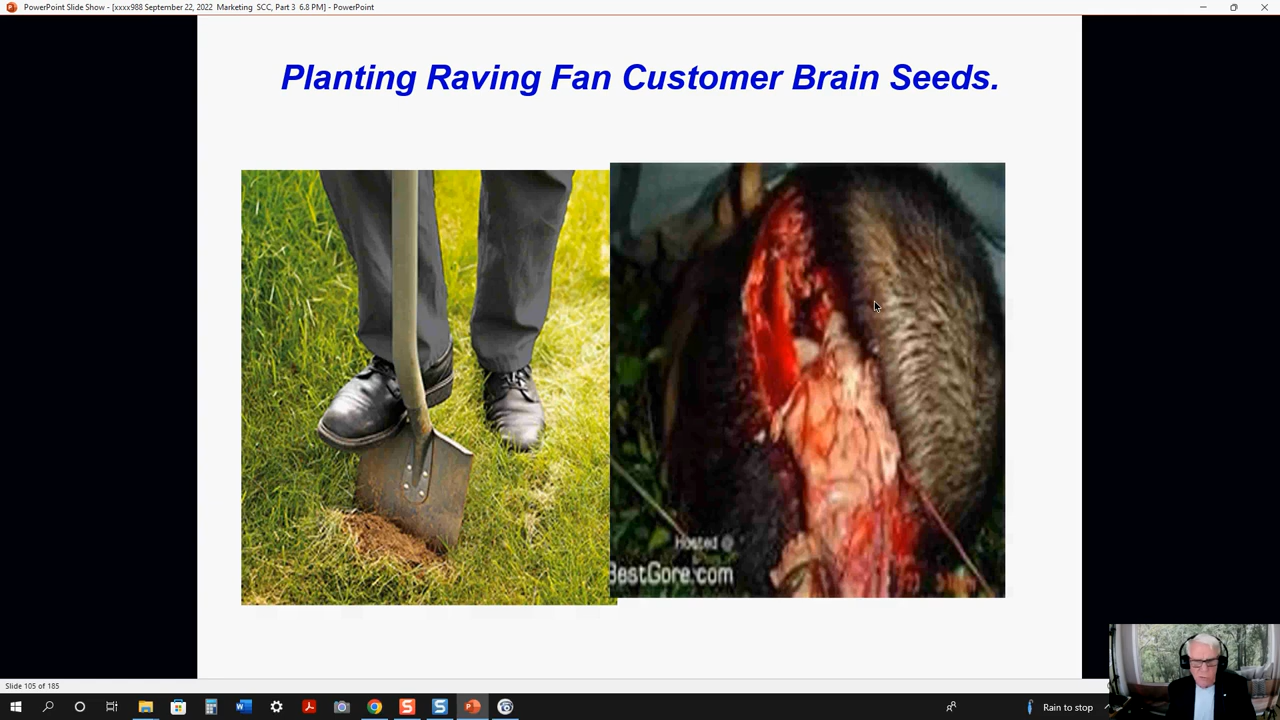 PowerPoint Slide Show - [xxxx988 September 22, 2022 Marketing SCC, Part 3 6.8 PM] - PowerPoint
Planting Raving Fan Customer Brain Seeds.
Hosted @
BestGore.com
Slide 105 of 185
Rain to stop